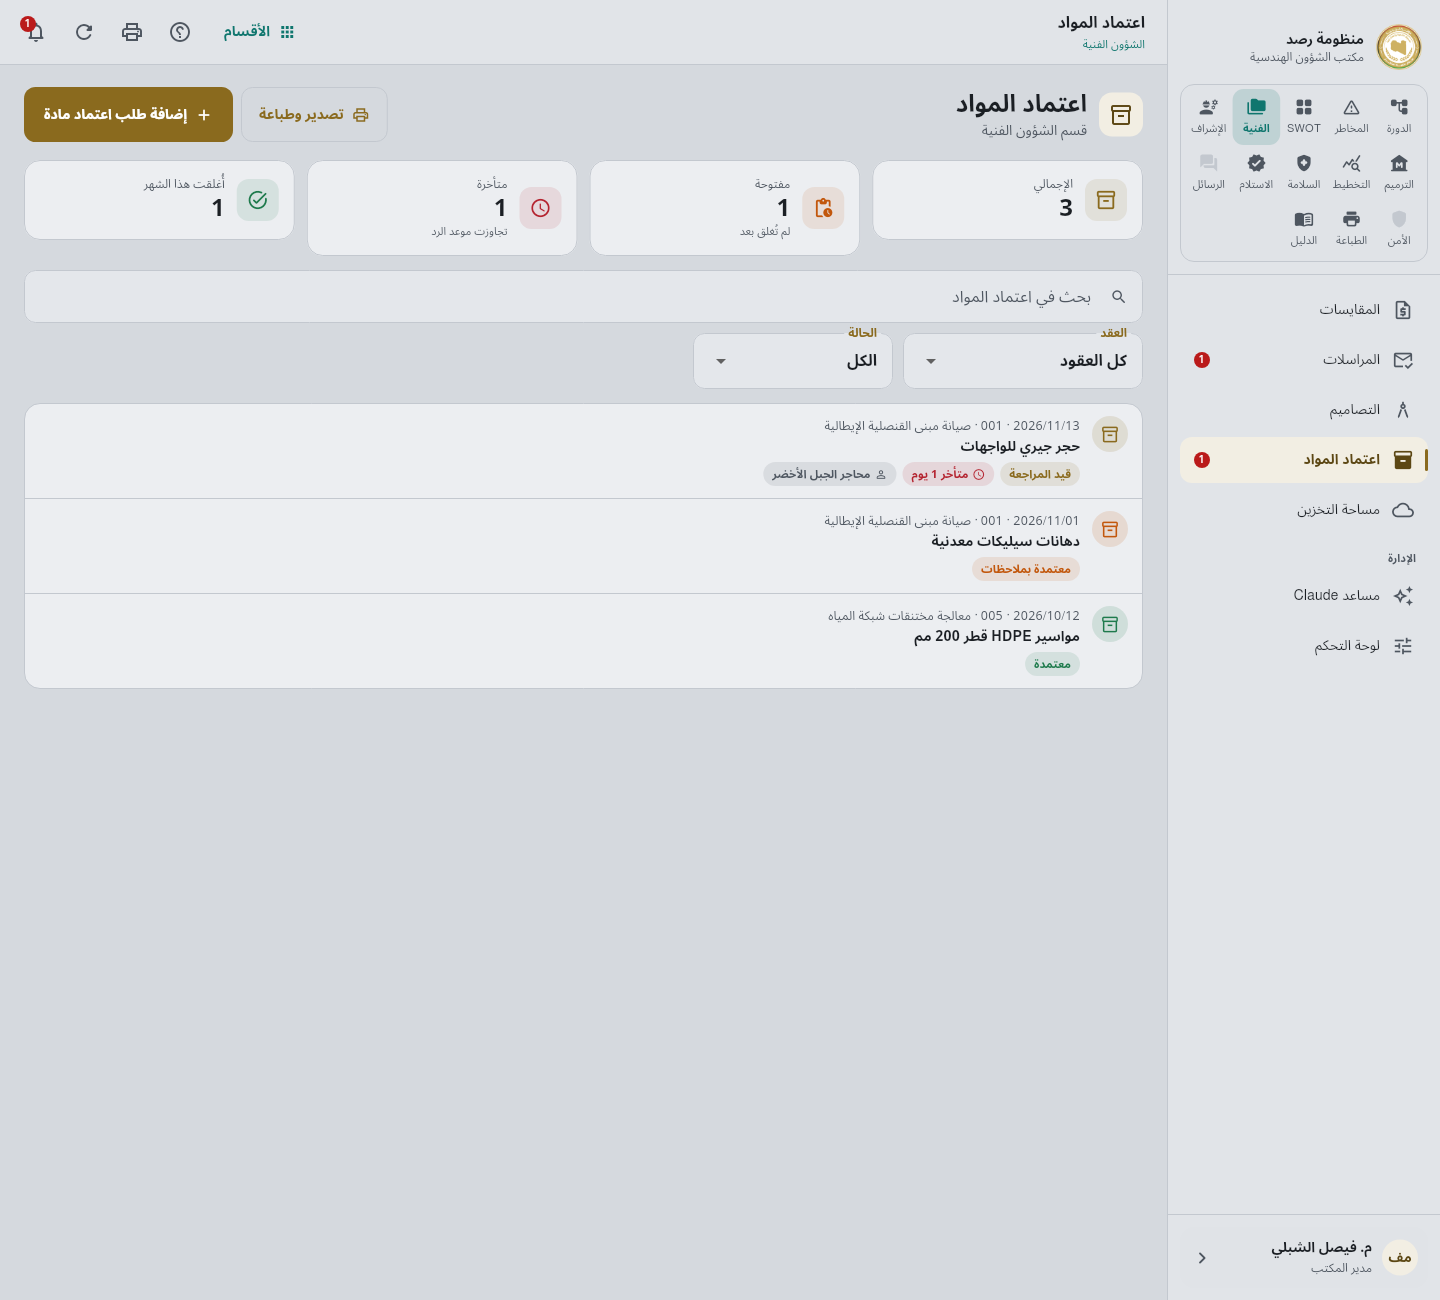 منظومة رصد
مكتب الشؤون الهندسية
الدورة
المخاطر
SWOT
الفنية
الإشراف
الترميم
التخطيط
السلامة
الاستلام
الرسائل
الأمن
الطباعة
الدليل
المقايسات
المراسلات
1
التصاميم
اعتماد المواد
1
مساحة التخزين
الإدارة
مساعد Claude
لوحة التحكم
م. فيصل الشبلي
مدير المكتب
مف
اعتماد المواد
الشؤون الفنية
الأقسام
1
اعتماد المواد
قسم الشؤون الفنية
تصدير وطباعة
إضافة طلب اعتماد مادة
الإجمالي
3
مفتوحة
1
لم تُغلق بعد
متأخرة
1
تجاوزت موعد الرد
أُغلقت هذا الشهر
1
بحث في اعتماد المواد
العقد
كل العقود
الحالة
الكل
2026/11/13 · 001 · صيانة مبنى القنصلية الإيطالية
حجر جيري للواجهات
قيد المراجعة
متأخر 1 يوم
محاجر الجبل الأخضر
2026/11/01 · 001 · صيانة مبنى القنصلية الإيطالية
دهانات سيليكات معدنية
معتمدة بملاحظات
2026/10/12 · 005 · معالجة مختنقات شبكة المياه
مواسير HDPE قطر 200 مم
معتمدة